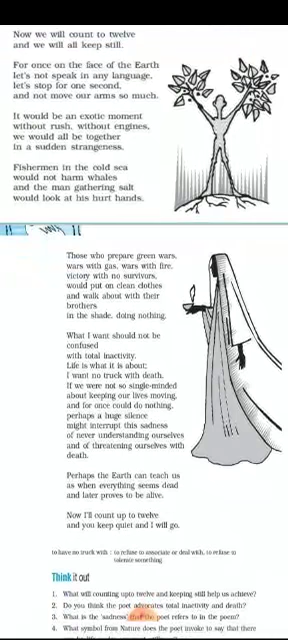 Now we will count to twelve
and we will all keep still.
For once on the face of the Earth
let's not speak in any language,
let's stop for one second,
and not move our arms so much.
It would be an exotic moment
without rush, without engines,
we would all be together
in a sudden strangeness.
Fishermen in the cold sea
would not harm whales
and the man gathering salt
would look at his hurt hands.
Those who prepare green wars,
wars with gas, wars with fire,
victory with no survivors,
would put on clean clothes
and walk about with their
brothers
in the shade, doing nothing.
What I want should not be
confused
with total inactivity.
Life is what it is about;
I want no truck with death.
If we were not so single-minded
about keeping our lives moving,
and for once could do nothing,
perhaps a huge silence
might interrupt this sadness
of never understanding ourselves
and of threatening ourselves with
death.
Perhaps the Earth can teach us
as when everything seems dead
and later proves to be alive.
Now I'll count up to twelve
and you keep quiet and I will go.
to have no truck with : to refuse to associate or deal with, to refuse to
tolerate something
Think it out
1. What will counting upto twelve and keeping still help us achieve?
2. Do you think the poet advocates total inactivity and death?
3. What is the 'sadness' that the poet refers to in the poem?
4. What symbol from Nature does the poet invoke to say that there